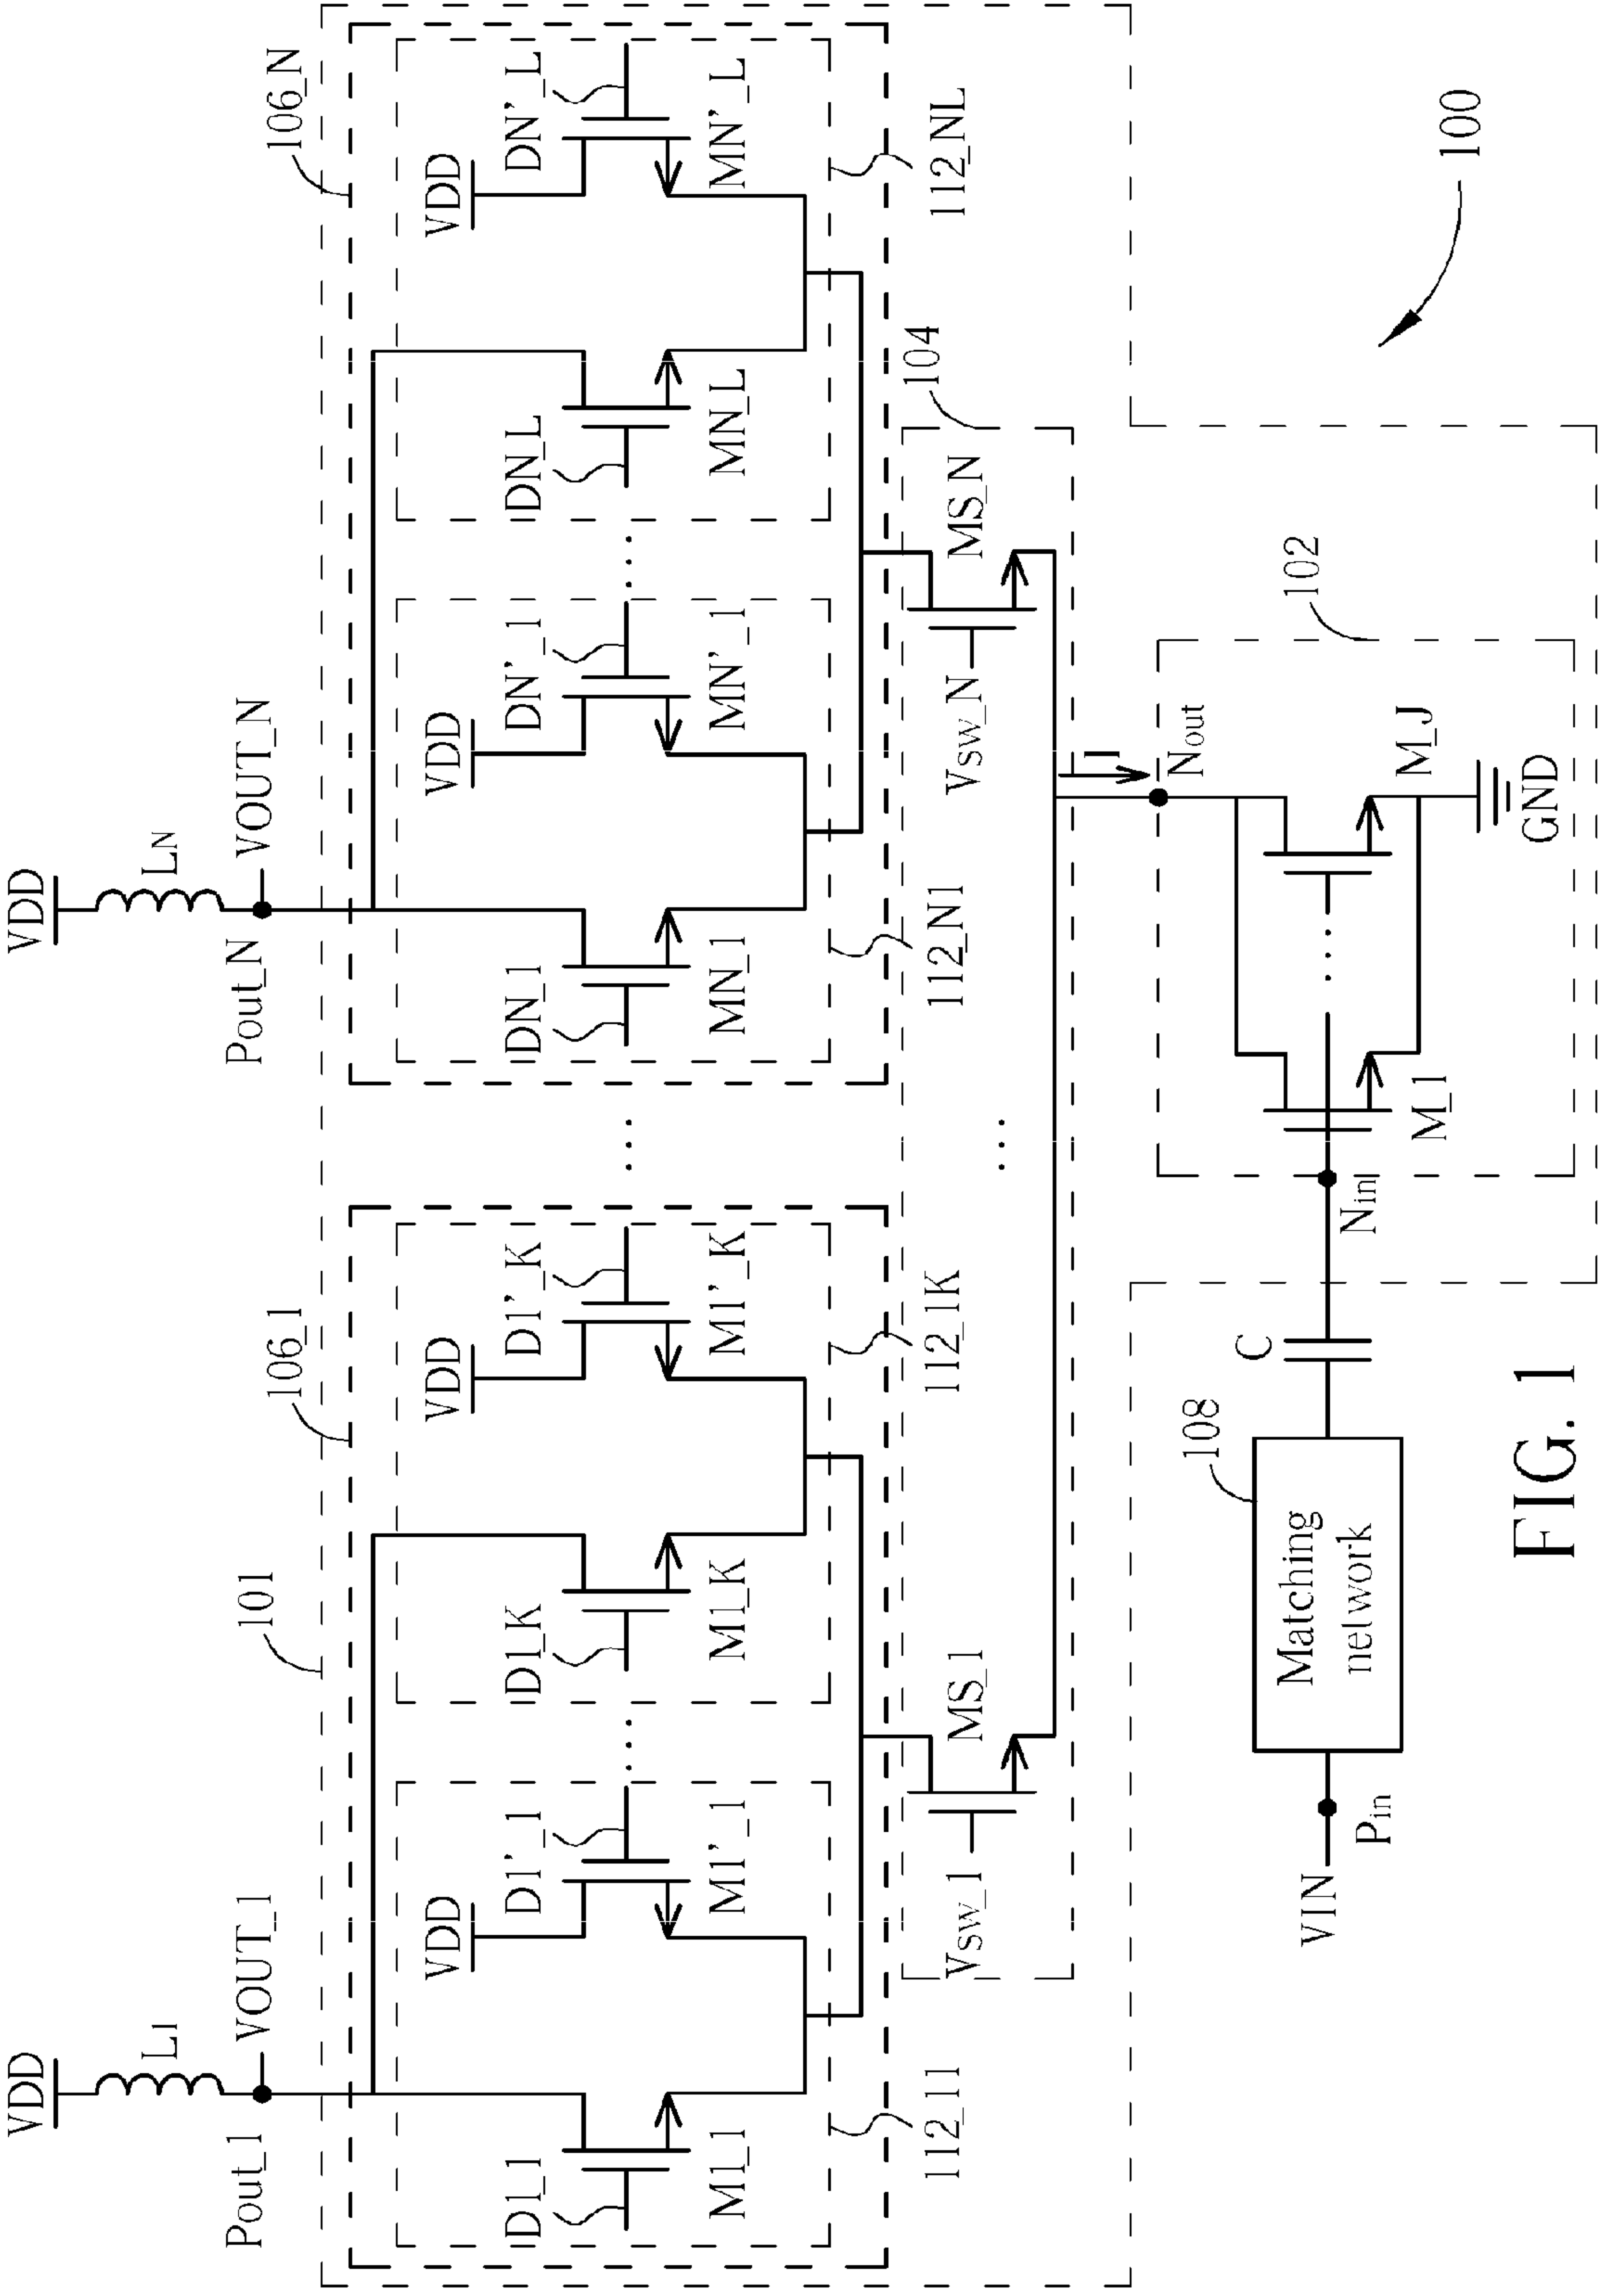 VDD
L1
Pout_1
VOUT_1
VDD
LN
Pout_N
VOUT_N
101
106_1
106_N
VDD
VDD
VDD
VDD
D1_1
D1'_1
D1_K
D1'_K
DN_1
DN'_1
DN_L
DN'_L
M1_1
M1'_1
M1_K
M1'_K
MN_1
MN'_1
MN_L
MN'_L
112_11
112_1K
112_N1
112_NL
104
Vsw_1
MS_1
Vsw_N
MS_N
I
Nout
102
108
C
VIN
Pin
Matching
network
Nin
M_1
M_J
GND
100
FIG. 1